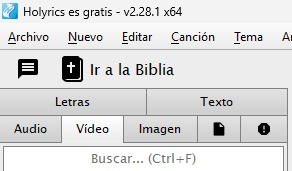 Holyrics es gratis - v2.28.1 x64
Archivo Nuevo Editar Canción Tema
Ir a la Biblia
Letras Texto
Audio Vídeo Imagen
Buscar... (Ctrl+F)